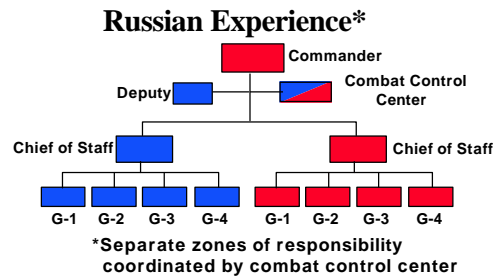 Russian Experience*
Commander
Deputy
Combat Control
Center
Chief of Staff
Chief of Staff
G-1 G-2 G-3 G-4 G-1 G-2 G-3 G-4
*Separate zones of responsibility
coordinated by combat control center